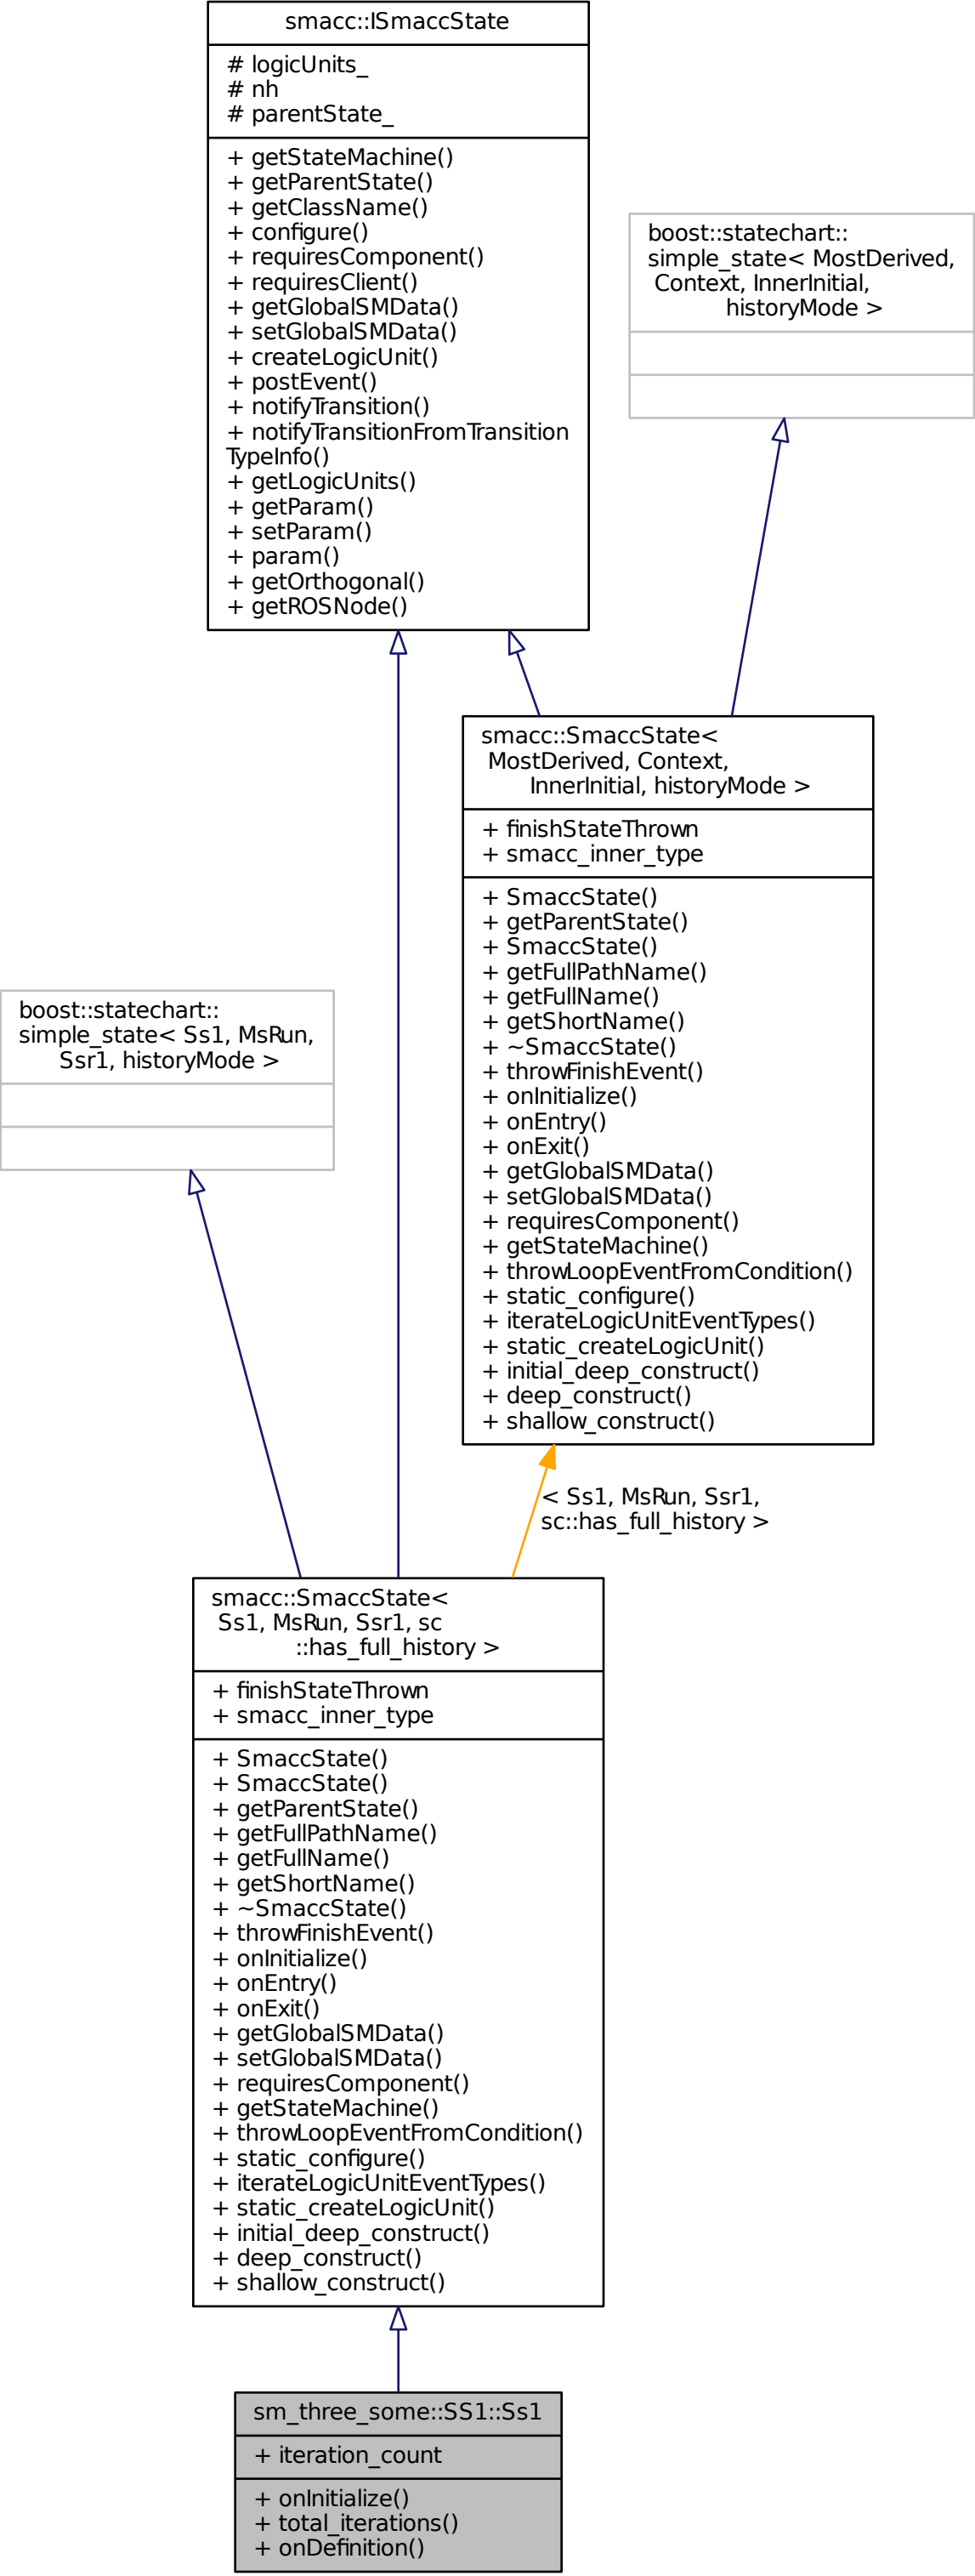 smacc::ISmaccState
# logicUnits_
# nh
# parentState_
+ getStateMachine()
+ getParentState()
+ getClassName()
+ configure()
+ requiresComponent()
+ requiresClient()
+ getGlobalSMData()
+ setGlobalSMData()
+ createLogicUnit()
+ postEvent()
+ notifyTransition()
+ notifyTransitionFromTransition
TypeInfo()
+ getLogicUnits()
+ getParam()
+ setParam()
+ param()
+ getOrthogonal()
+ getROSNode()
boost::statechart::
simple_state< MostDerived,
Context, InnerInitial,
historyMode >
smacc::SmaccState<
MostDerived, Context,
InnerInitial, historyMode >
+ finishStateThrown
+ smacc_inner_type
+ SmaccState()
+ getParentState()
+ SmaccState()
+ getFullPathName()
+ getFullName()
+ getShortName()
+ ~SmaccState()
+ throwFinishEvent()
+ onInitialize()
+ onEntry()
+ onExit()
+ getGlobalSMData()
+ setGlobalSMData()
+ requiresComponent()
+ getStateMachine()
+ throwLoopEventFromCondition()
+ static_configure()
+ iterateLogicUnitEventTypes()
+ static_createLogicUnit()
+ initial_deep_construct()
+ deep_construct()
+ shallow_construct()
boost::statechart::
simple_state< Ss1, MsRun,
Ssr1, historyMode >
< Ss1, MsRun, Ssr1,
sc::has_full_history >
smacc::SmaccState<
Ss1, MsRun, Ssr1, sc
::has_full_history >
+ finishStateThrown
+ smacc_inner_type
+ SmaccState()
+ SmaccState()
+ getParentState()
+ getFullPathName()
+ getFullName()
+ getShortName()
+ ~SmaccState()
+ throwFinishEvent()
+ onInitialize()
+ onEntry()
+ onExit()
+ getGlobalSMData()
+ setGlobalSMData()
+ requiresComponent()
+ getStateMachine()
+ throwLoopEventFromCondition()
+ static_configure()
+ iterateLogicUnitEventTypes()
+ static_createLogicUnit()
+ initial_deep_construct()
+ deep_construct()
+ shallow_construct()
sm_three_some::SS1::Ss1
+ iteration_count
+ onInitialize()
+ total_iterations()
+ onDefinition()